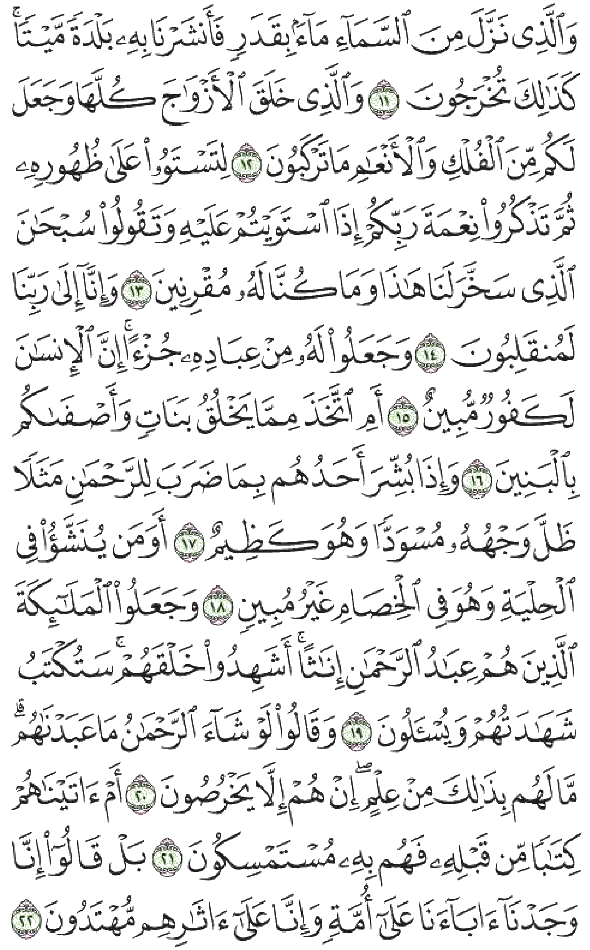 وَٱلَّذِى نَزَّلَ مِنَ ٱلسَّمَآءِ مَآءَۢ بِقَدَرٍ فَأَنشَرْنَا بِهِۦ بَلْدَةً مَّيْتًاۚ
كَذَٰلِكَ تُخْرَجُونَ ١١ وَٱلَّذِى خَلَقَ ٱلْأَزْوَٰجَ كُلَّهَا وَجَعَلَ
لَكُم مِّنَ ٱلْفُلْكِ وَٱلْأَنْعَٰمِ مَا تَرْكَبُونَ ١٢ لِتَسْتَوُۥا۟ عَلَىٰ ظُهُورِهِۦ
ثُمَّ تَذْكُرُوا۟ نِعْمَةَ رَبِّكُمْ إِذَا ٱسْتَوَيْتُمْ عَلَيْهِ وَتَقُولُوا۟ سُبْحَٰنَ
ٱلَّذِى سَخَّرَ لَنَا هَٰذَا وَمَا كُنَّا لَهُۥ مُقْرِنِينَ ١٣ وَإِنَّآ إِلَىٰ رَبِّنَا
لَمُنقَلِبُونَ ١٤ وَجَعَلُوا۟ لَهُۥ مِنْ عِبَادِهِۦ جُزْءًاۚ إِنَّ ٱلْإِنسَٰنَ
لَكَفُورٌ مُّبِينٌ ١٥ أَمِ ٱتَّخَذَ مِمَّا يَخْلُقُ بَنَاتٍ وَأَصْفَىٰكُم
بِٱلْبَنِينَ ١٦ وَإِذَا بُشِّرَ أَحَدُهُم بِمَا ضَرَبَ لِلرَّحْمَٰنِ مَثَلًا
ظَلَّ وَجْهُهُۥ مُسْوَدًّا وَهُوَ كَظِيمٌ ١٧ أَوَمَن يُنَشَّؤُا۟ فِى
ٱلْحِلْيَةِ وَهُوَ فِى ٱلْخِصَامِ غَيْرُ مُبِينٍ ١٨ وَجَعَلُوا۟ ٱلْمَلَٰٓئِكَةَ
ٱلَّذِينَ هُمْ عِبَٰدُ ٱلرَّحْمَٰنِ إِنَٰثًاۚ أَشَهِدُوا۟ خَلْقَهُمْۚ سَتُكْتَبُ
شَهَٰدَتُهُمْ وَيُسْـَٔلُونَ ١٩ وَقَالُوا۟ لَوْ شَآءَ ٱلرَّحْمَٰنُ مَا عَبَدْنَٰهُمۗ
مَّا لَهُم بِذَٰلِكَ مِنْ عِلْمٍۖ إِنْ هُمْ إِلَّا يَخْرُصُونَ ٢٠ أَمْ ءَاتَيْنَٰهُمْ
كِتَٰبًا مِّن قَبْلِهِۦ فَهُم بِهِۦ مُسْتَمْسِكُونَ ٢١ بَلْ قَالُوٓا۟ إِنَّا
وَجَدْنَآ ءَابَآءَنَا عَلَىٰٓ أُمَّةٍ وَإِنَّا عَلَىٰٓ ءَاثَٰرِهِم مُّهْتَدُونَ ٢٢